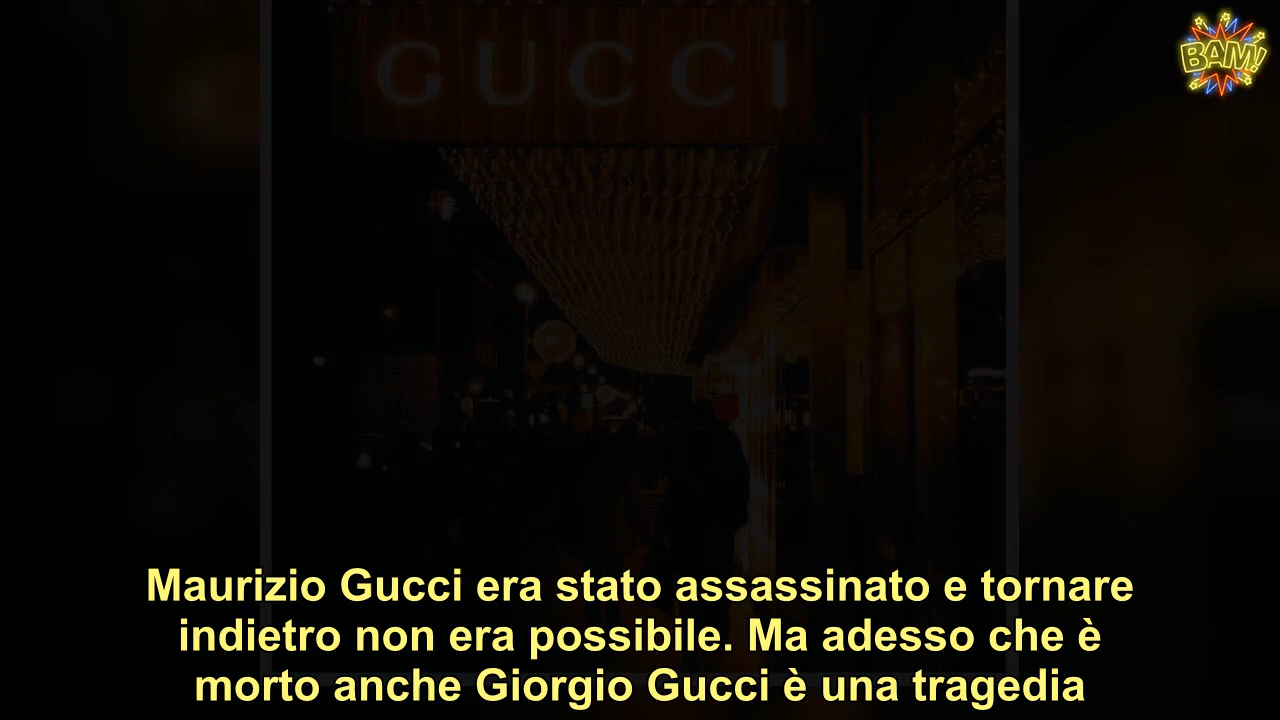 GUCCI
BAM!
Maurizio Gucci era stato assassinato e tornare
indietro non era possibile. Ma adesso che è
morto anche Giorgio Gucci è una tragedia